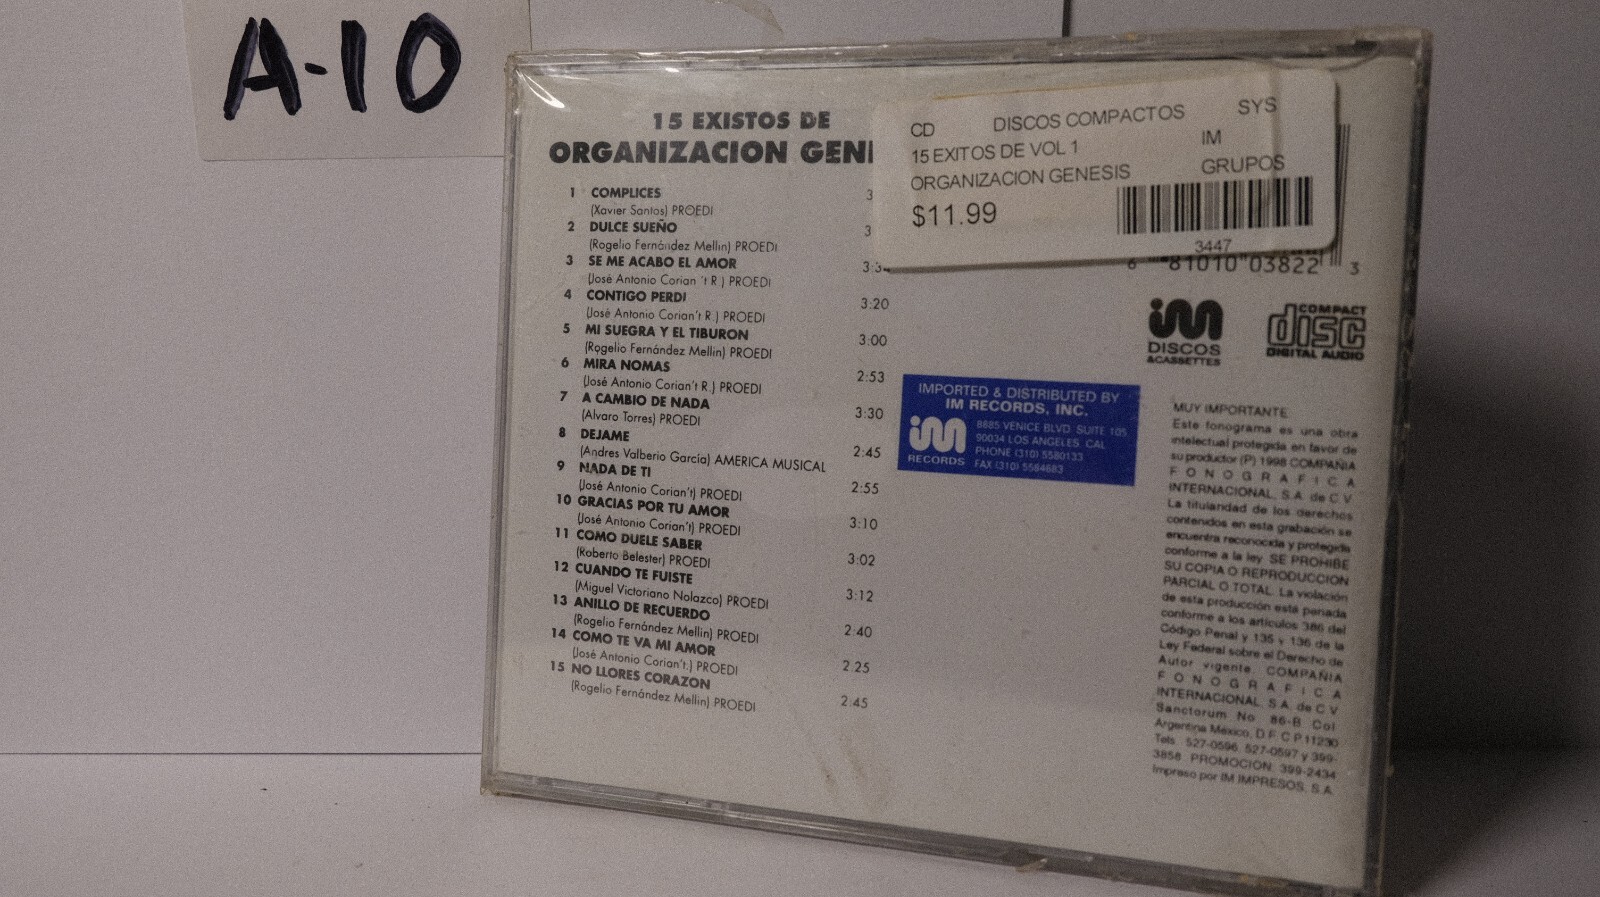 A-10
15 EXISTOS DE
ORGANIZACION GENI
CD DISCOS COMPACTOS SYS
15 EXITOS DE VOL 1 IM
ORGANIZACION GENESIS GRUPOS
$11.99
3447
6 81010 03822 3
1 COMPLICES 3
(Xavier Santos) PROEDI
2 DULCE SUEÑO 3
(Rogelio Fernández Mellin) PROEDI
3 SE ME ACABO EL AMOR 3:34
(José Antonio Corian 't R.) PROEDI
4 CONTIGO PERDI 3:20
(José Antonio Corian't R.) PROEDI
5 MI SUEGRA Y EL TIBURON 3:00
(Rogelio Fernández Mellin) PROEDI
6 MIRA NOMAS 2:53
(José Antonio Corian't R.) PROEDI
7 A CAMBIO DE NADA 3:30
(Alvaro Torres) PROEDI
8 DEJAME 2:45
(Andres Valberio García) AMERICA MUSICAL
9 NADA DE TI 2:55
(José Antonio Corian't) PROEDI
10 GRACIAS POR TU AMOR 3:10
(José Antonio Corian't) PROEDI
11 COMO DUELE SABER 3:02
(Roberto Belester) PROEDI
12 CUANDO TE FUISTE 3:12
(Miguel Victoriano Nolazco) PROEDI
13 ANILLO DE RECUERDO 2:40
(Rogelio Fernández Mellin) PROEDI
14 COMO TE VA MI AMOR 2:25
(José Antonio Corian't.) PROEDI
15 NO LLORES CORAZON 2:45
(Rogelio Fernández Mellin) PROEDI
im
DISCOS
&CASSETTES
COMPACT
disc
DIGITAL AUDIO
IMPORTED & DISTRIBUTED BY
IM RECORDS, INC.
im
RECORDS
8885 VENICE BLVD. SUITE 105
90034 LOS ANGELES, CAL.
PHONE (310) 5580133
FAX (310) 5584683
MUY IMPORTANTE
Este fonograma es una obra
intelectual protegida en favor de
su productor (P) 1998 COMPAÑIA
F O N O G R A F I C A
INTERNACIONAL, S.A. de C.V.
La titularidad de los derechos
contenidos en esta grabación se
encuentra reconocida y protegida
conforme a la ley. SE PROHIBE
SU COPIA O REPRODUCCION
PARCIAL O TOTAL. La violación
de esta producción está penada
conforme a los artículos 386 del
Código Penal y 135 y 136 de la
Ley Federal sobre el Derecho de
Autor vigente. COMPAÑIA
F O N O G R A F I C A
INTERNACIONAL, S.A. de C.V.
Sanctorum No. 86-B Col.
Argentina México, D.F. C.P. 11230
Tels. 527-0596, 527-0597 y 399-
3858 PROMOCION: 399-2434
Impreso por IM IMPRESOS, S.A.